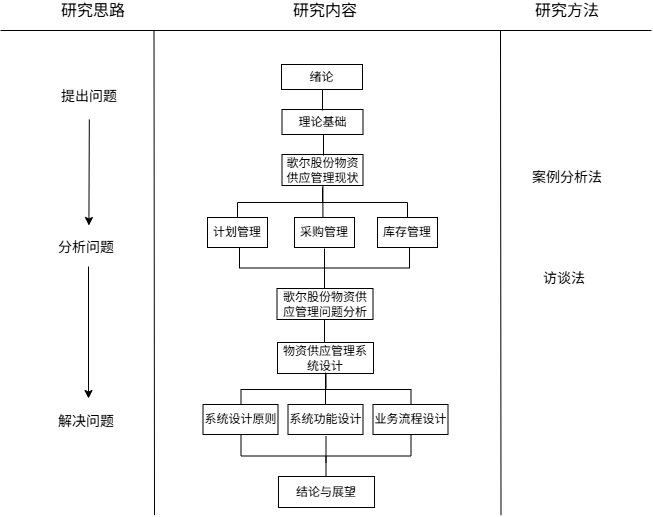 研究思路
研究内容
研究方法
提出问题
分析问题
解决问题
绪论
理论基础
歌尔股份物资
供应管理现状
计划管理
采购管理
库存管理
歌尔股份物资供
应管理问题分析
物资供应管理系
统设计
系统设计原则
系统功能设计
业务流程设计
结论与展望
案例分析法
访谈法